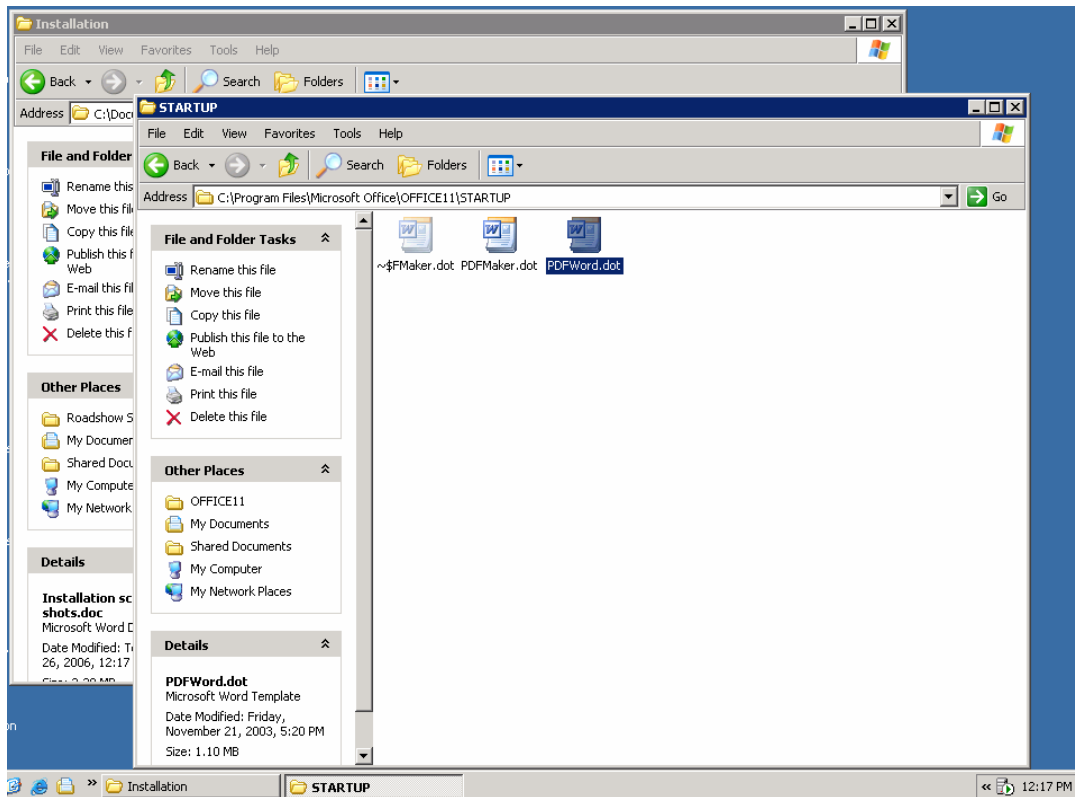 Installation
File Edit View Favorites Tools Help
Back Search Folders
Address C:\Doc
File and Folder
Rename this
Move this file
Copy this file
Publish this f
Web
E-mail this fil
Print this file
Delete this f
Other Places
Roadshow S
My Documen
Shared Docu
My Compute
My Network
Details
Installation sc
shots.doc
Microsoft Word D
Date Modified: T
26, 2006, 12:17
STARTUP
File Edit View Favorites Tools Help
Back Search Folders
Address C:\Program Files\Microsoft Office\OFFICE11\STARTUP Go
File and Folder Tasks
Rename this file
Move this file
Copy this file
Publish this file to the
Web
E-mail this file
Print this file
Delete this file
Other Places
OFFICE11
My Documents
Shared Documents
My Computer
My Network Places
Details
PDFWord.dot
Microsoft Word Template
Date Modified: Friday,
November 21, 2003, 5:20 PM
Size: 1.10 MB
~$FMaker.dot PDFMaker.dot PDFWord.dot
on
» Installation STARTUP « 12:17 PM